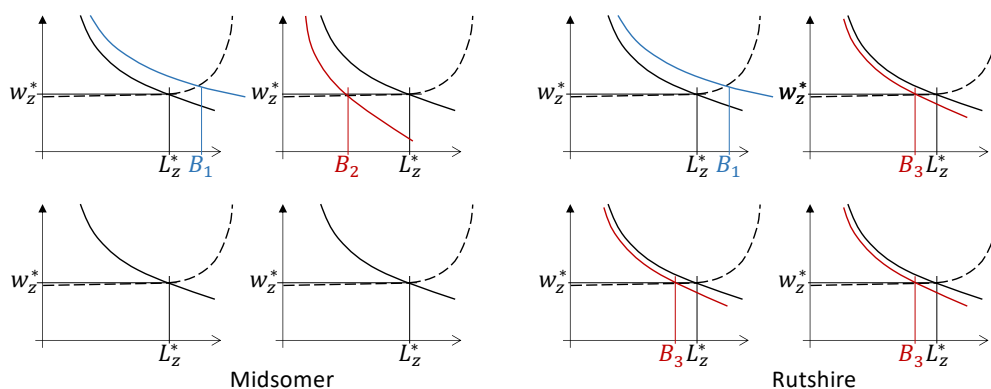 w_z^* w_z^* w_z^* w_z^*
L_z^* B_1 B_2 L_z^* L_z^* B_1 B_3 L_z^*
w_z^* w_z^* w_z^* w_z^*
L_z^* L_z^* B_3 L_z^* B_3 L_z^*
Midsomer Rutshire